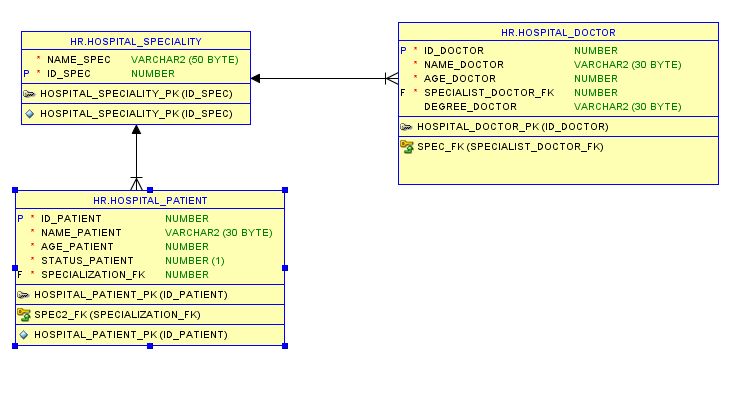 HR.HOSPITAL_SPECIALITY
* NAME_SPEC VARCHAR2 (50 BYTE)
P * ID_SPEC NUMBER
HOSPITAL_SPECIALITY_PK (ID_SPEC)
HOSPITAL_SPECIALITY_PK (ID_SPEC)
HR.HOSPITAL_DOCTOR
P * ID_DOCTOR NUMBER
* NAME_DOCTOR VARCHAR2 (30 BYTE)
* AGE_DOCTOR NUMBER
F * SPECIALIST_DOCTOR_FK NUMBER
DEGREE_DOCTOR VARCHAR2 (30 BYTE)
HOSPITAL_DOCTOR_PK (ID_DOCTOR)
SPEC_FK (SPECIALIST_DOCTOR_FK)
HR.HOSPITAL_PATIENT
P * ID_PATIENT NUMBER
* NAME_PATIENT VARCHAR2 (30 BYTE)
* AGE_PATIENT NUMBER
* STATUS_PATIENT NUMBER (1)
F * SPECIALIZATION_FK NUMBER
HOSPITAL_PATIENT_PK (ID_PATIENT)
SPEC2_FK (SPECIALIZATION_FK)
HOSPITAL_PATIENT_PK (ID_PATIENT)